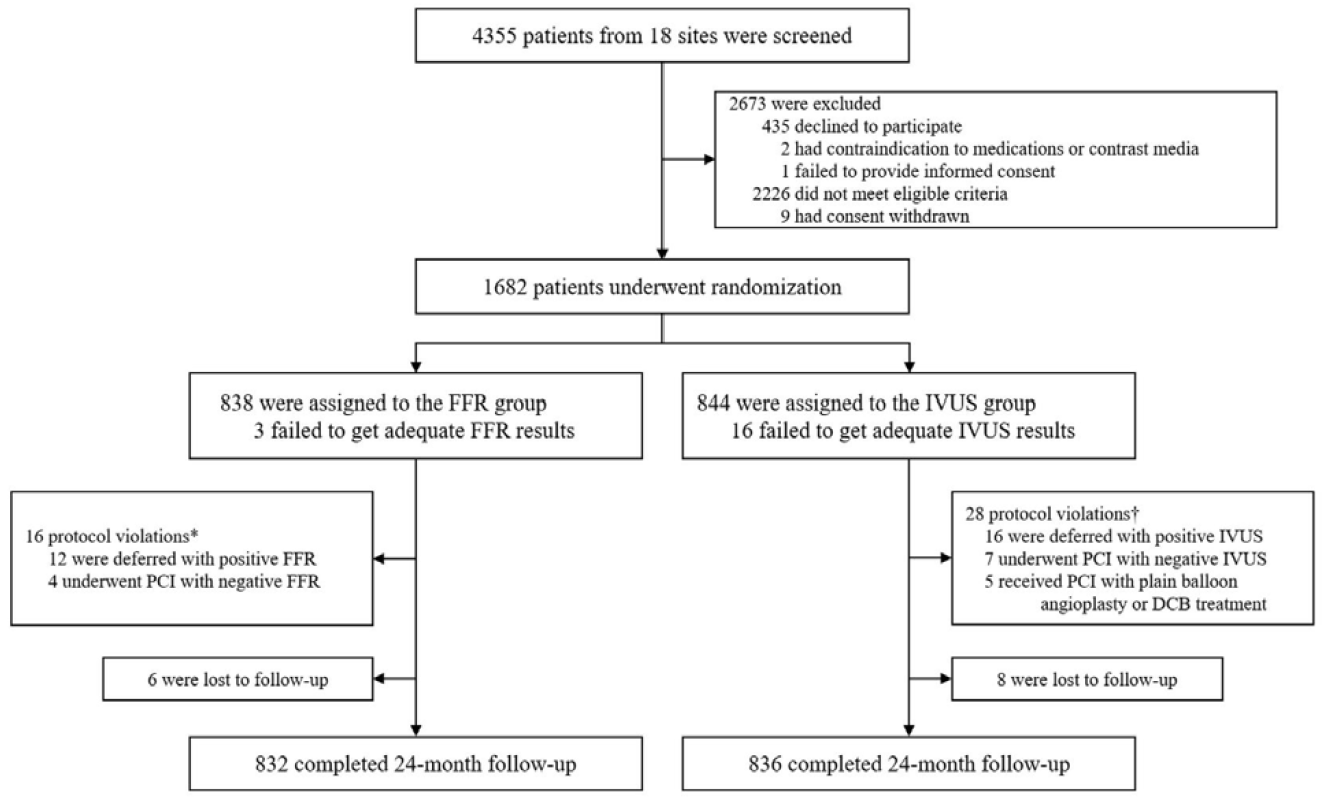 4355 patients from 18 sites were screened
2673 were excluded
435 declined to participate
2 had contraindication to medications or contrast media
1 failed to provide informed consent
2226 did not meet eligible criteria
9 had consent withdrawn
1682 patients underwent randomization
838 were assigned to the FFR group
3 failed to get adequate FFR results
844 were assigned to the IVUS group
16 failed to get adequate IVUS results
16 protocol violations*
12 were deferred with positive FFR
4 underwent PCI with negative FFR
28 protocol violations†
16 were deferred with positive IVUS
7 underwent PCI with negative IVUS
5 received PCI with plain balloon
angioplasty or DCB treatment
6 were lost to follow-up
8 were lost to follow-up
832 completed 24-month follow-up
836 completed 24-month follow-up